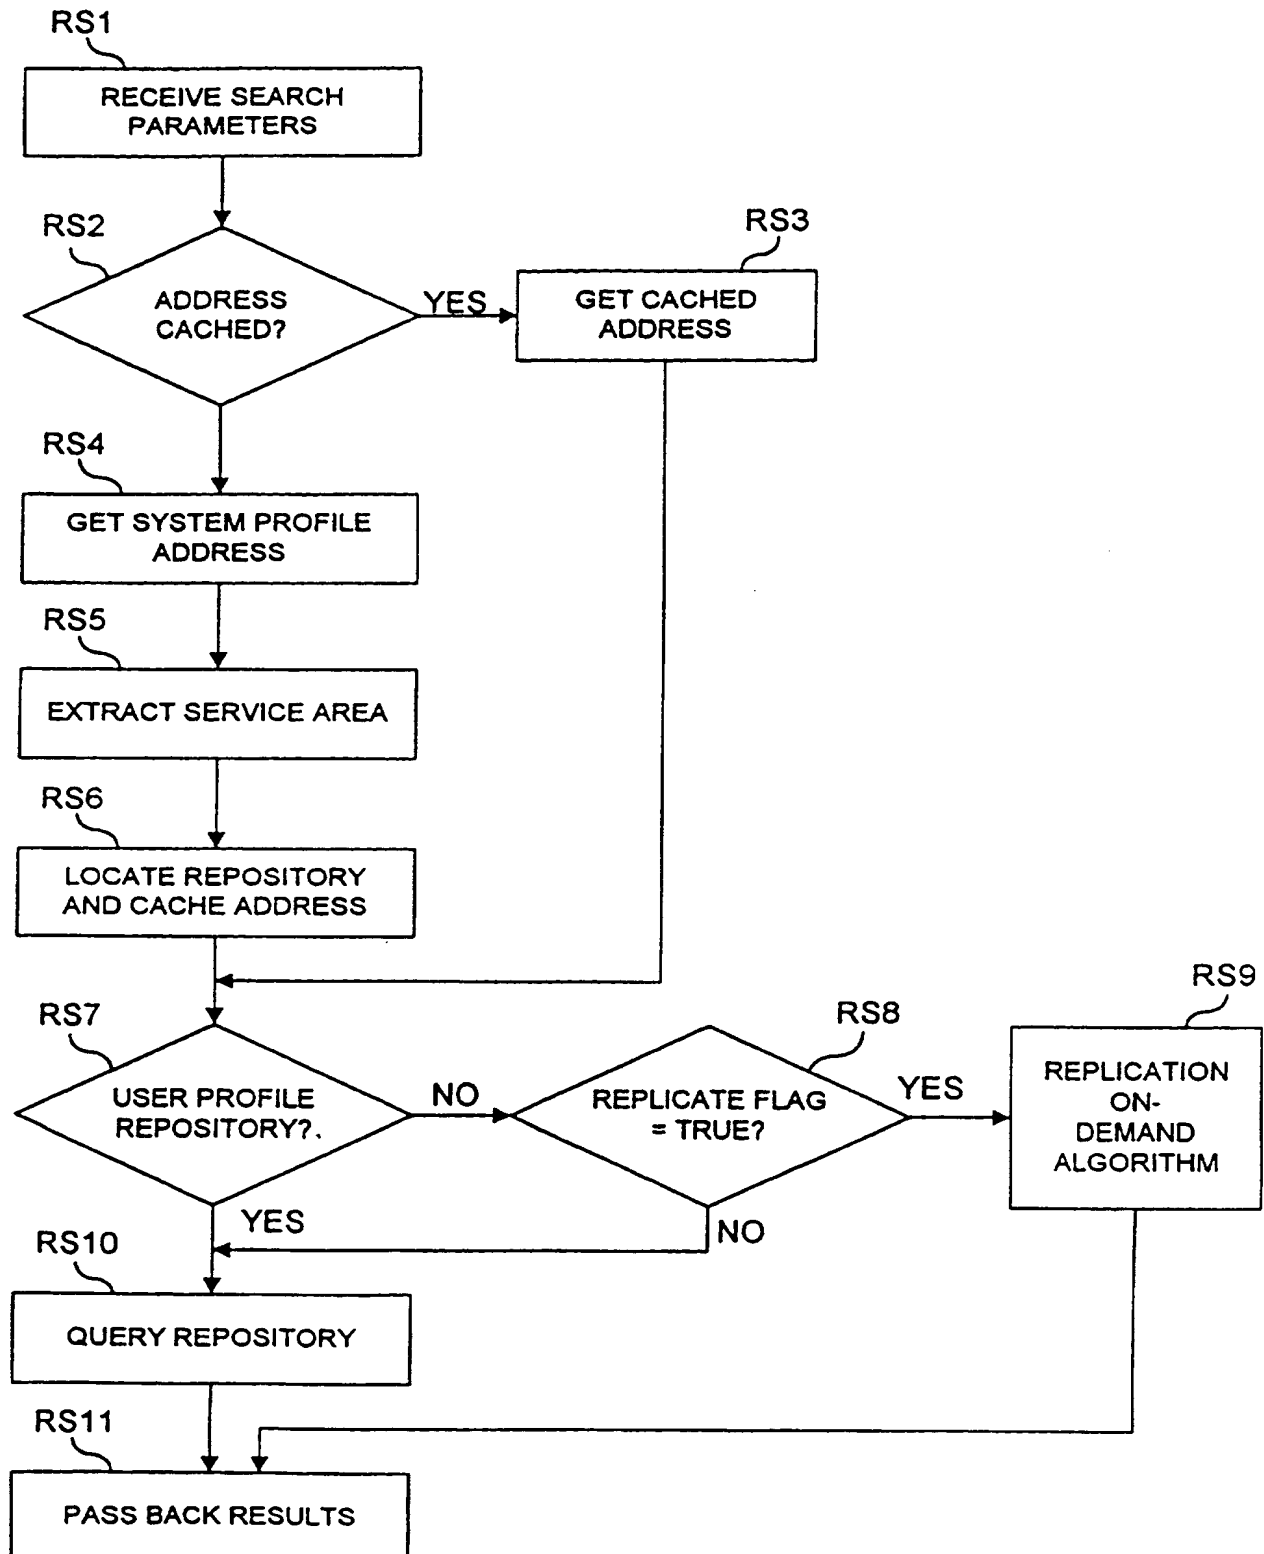 RS1
RECEIVE SEARCH
PARAMETERS
RS2
ADDRESS
CACHED?
YES
RS3
GET CACHED
ADDRESS
RS4
GET SYSTEM PROFILE
ADDRESS
RS5
EXTRACT SERVICE AREA
RS6
LOCATE REPOSITORY
AND CACHE ADDRESS
RS7
USER PROFILE
REPOSITORY?.
NO
RS8
REPLICATE FLAG
= TRUE?
YES
RS9
REPLICATION
ON-
DEMAND
ALGORITHM
YES
NO
RS10
QUERY REPOSITORY
RS11
PASS BACK RESULTS